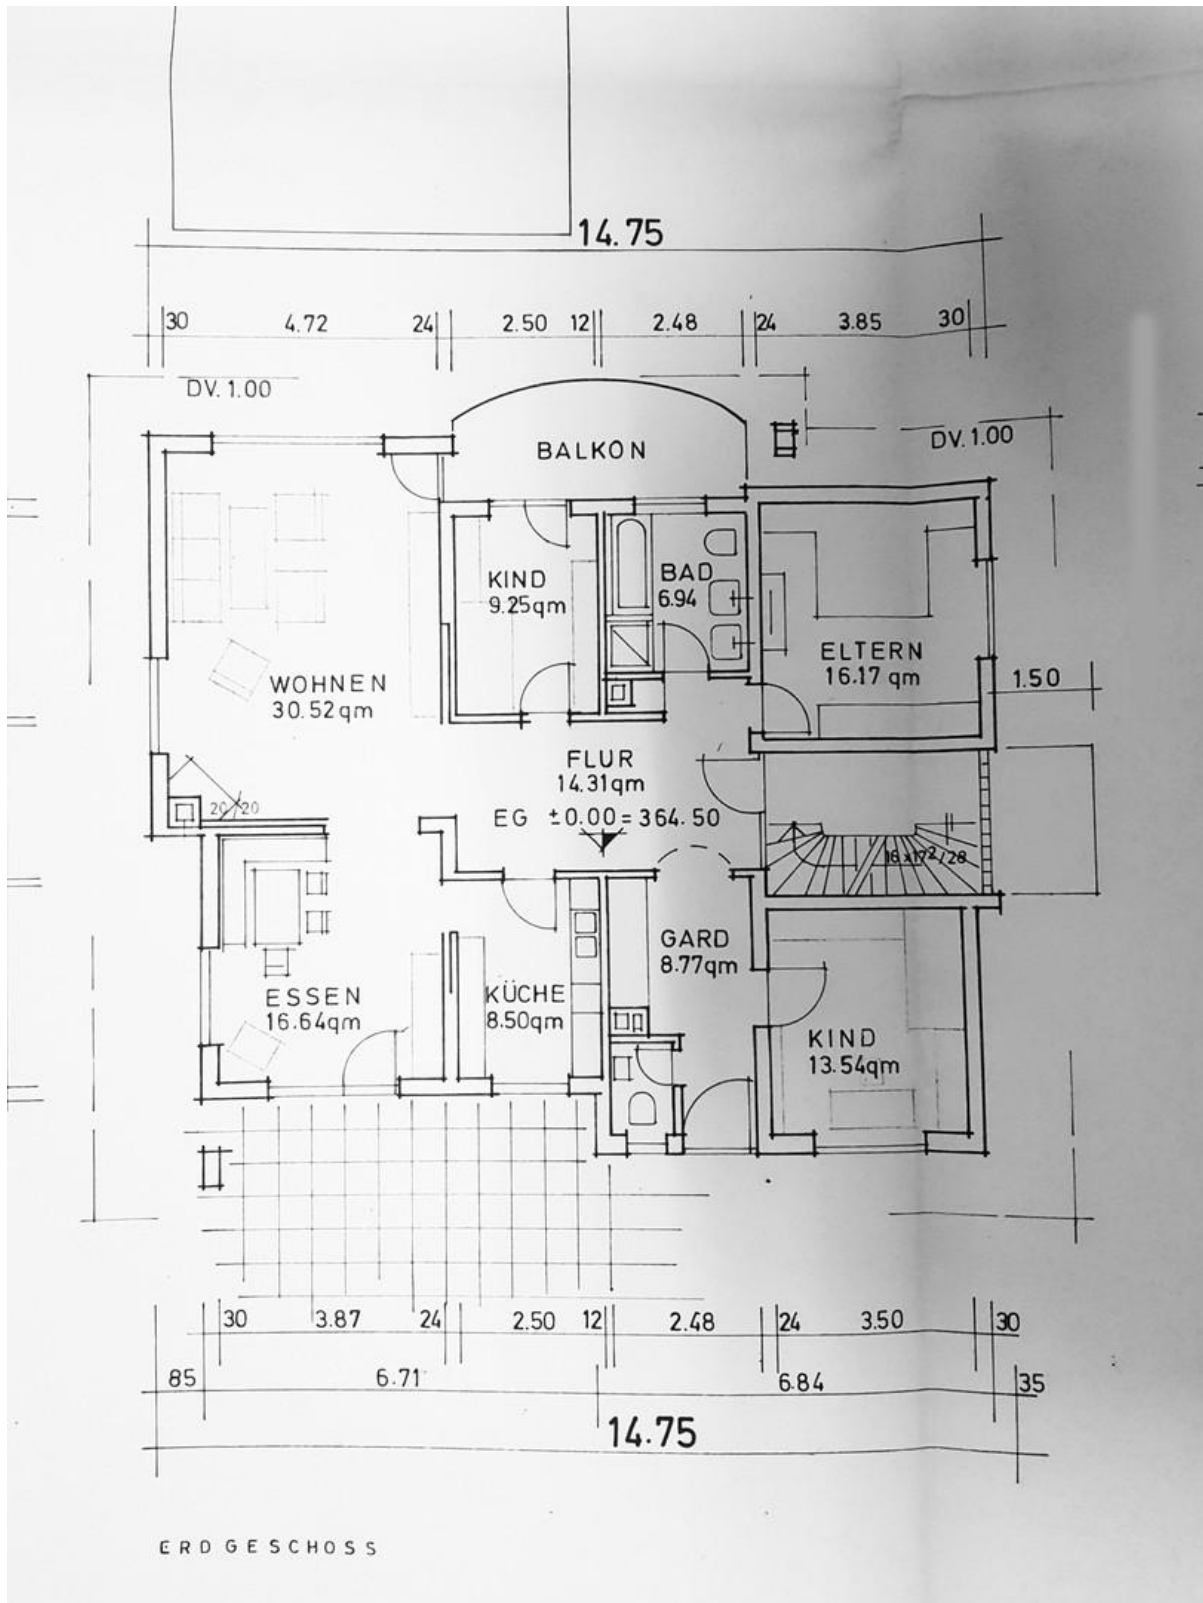 14.75
30 4.72 24 2.50 12 2.48 24 3.85 30
DV.1.00
DV.1.00
BALKON
KIND
9.25qm
BAD
6.94
ELTERN
16.17 qm
1.50
WOHNEN
30.52qm
FLUR
14.31qm
EG ±0.00=364.50
20/20
16x17²/28
GARD
8.77qm
ESSEN
16.64qm
KÜCHE
8.50qm
KIND
13.54qm
30 3.87 24 2.50 12 2.48 24 3.50 30
85 6.71 6.84 35
14.75
ERDGESCHOSS